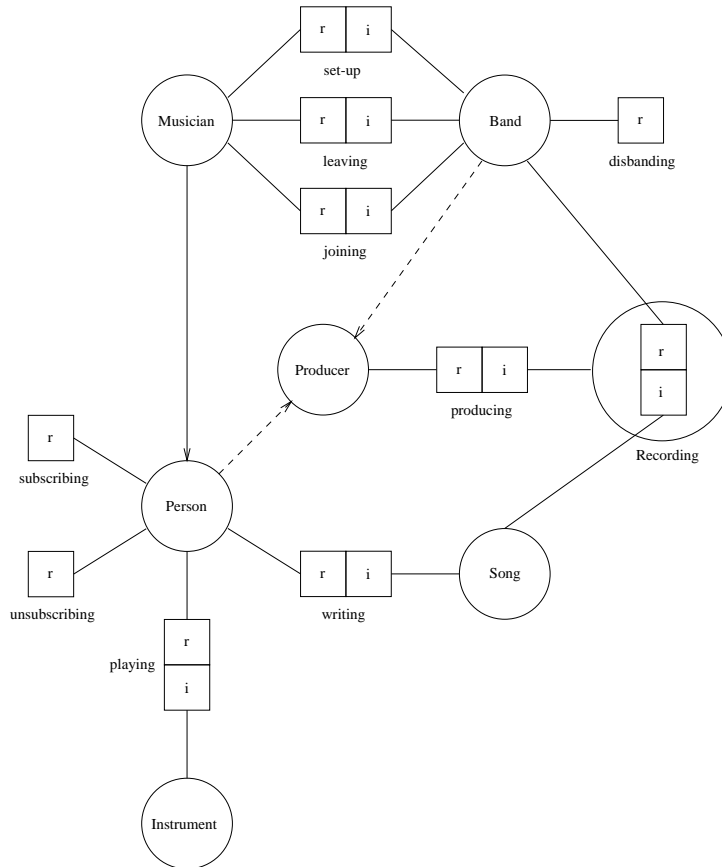 r i
set-up
Musician
r i
leaving
Band
r
disbanding
r i
joining
Producer
r i
producing
r
i
Recording
r
subscribing
Person
r
unsubscribing
r i
writing
Song
playing
r
i
Instrument